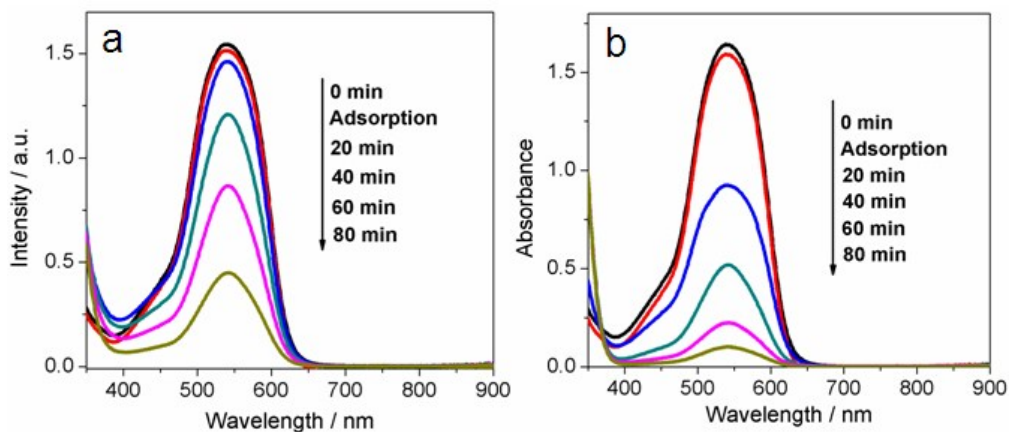 a
Intensity / a.u.
1.5
1.0
0.5
0.0
0 min
Adsorption
20 min
40 min
60 min
80 min
400 500 600 700 800 900
Wavelength / nm
b
Absorbance
1.5
1.0
0.5
0.0
0 min
Adsorption
20 min
40 min
60 min
80 min
400 500 600 700 800 900
Wavelength / nm